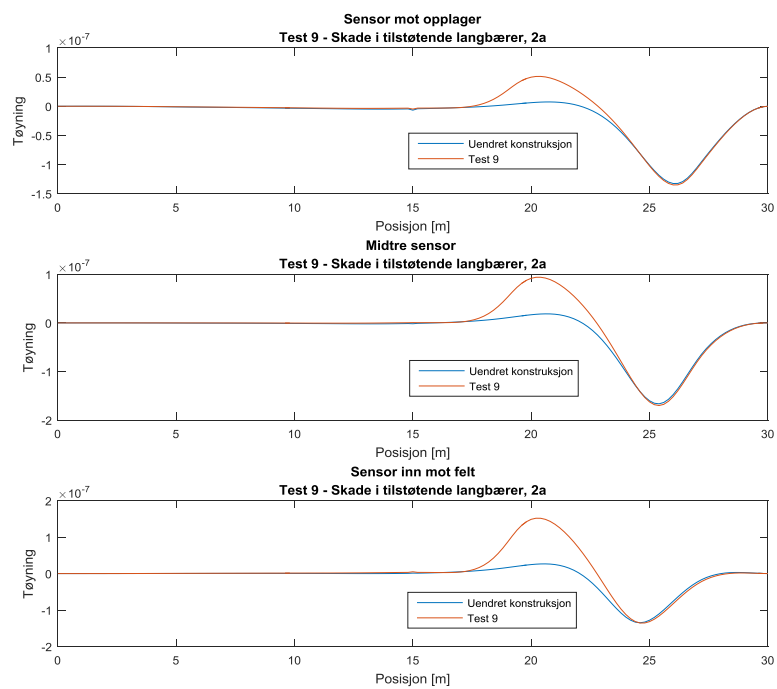 Sensor mot opplager
Test 9 - Skade i tilstøtende langbærer, 2a
×10^-7
1
0.5
0
-0.5
-1
-1.5
Tøyning
Uendret konstruksjon
Test 9
0 5 10 15 20 25 30
Posisjon [m]
Midtre sensor
Test 9 - Skade i tilstøtende langbærer, 2a
×10^-7
1
0
-1
-2
Tøyning
Uendret konstruksjon
Test 9
0 5 10 15 20 25 30
Posisjon [m]
Sensor inn mot felt
Test 9 - Skade i tilstøtende langbærer, 2a
×10^-7
2
1
0
-1
-2
Tøyning
Uendret konstruksjon
Test 9
0 5 10 15 20 25 30
Posisjon [m]